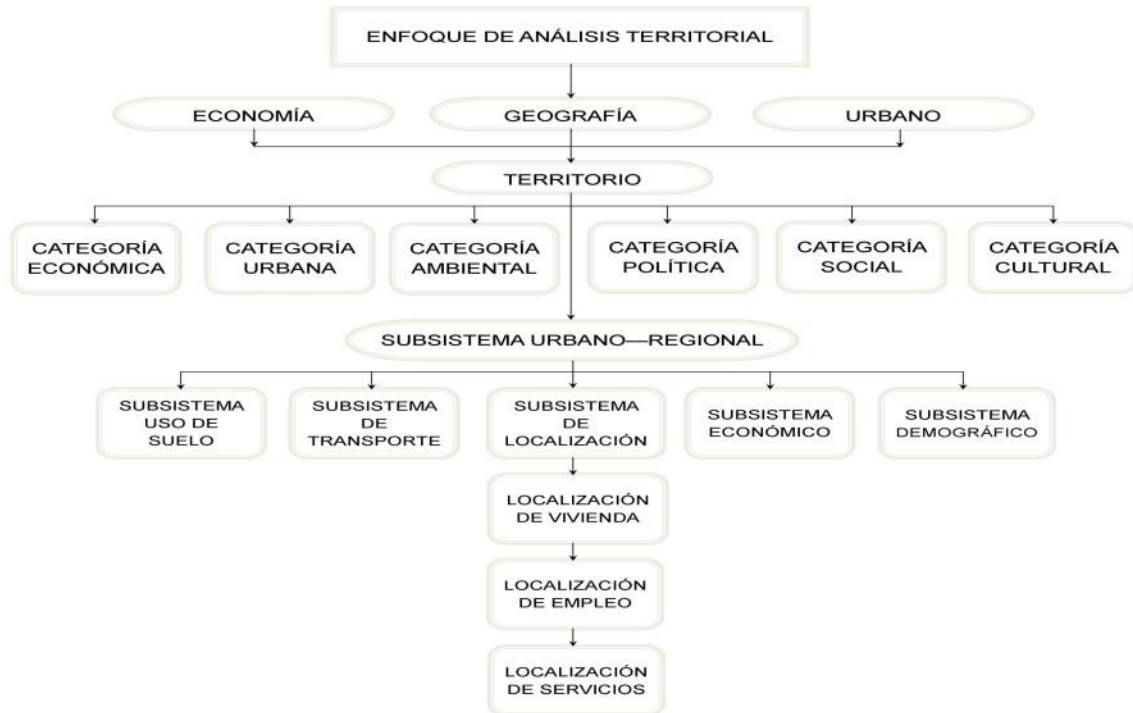 ENFOQUE DE ANÁLISIS TERRITORIAL
ECONOMÍA
GEOGRAFÍA
URBANO
TERRITORIO
CATEGORÍA
ECONÓMICA
CATEGORÍA
URBANA
CATEGORÍA
AMBIENTAL
CATEGORÍA
POLÍTICA
CATEGORÍA
SOCIAL
CATEGORÍA
CULTURAL
SUBSISTEMA URBANO—REGIONAL
SUBSISTEMA
USO DE
SUELO
SUBSISTEMA
DE
TRANSPORTE
SUBSISTEMA
DE
LOCALIZACIÓN
SUBSISTEMA
ECONÓMICO
SUBSISTEMA
DEMOGRÁFICO
LOCALIZACIÓN
DE VIVIENDA
LOCALIZACIÓN
DE EMPLEO
LOCALIZACIÓN
DE SERVICIOS